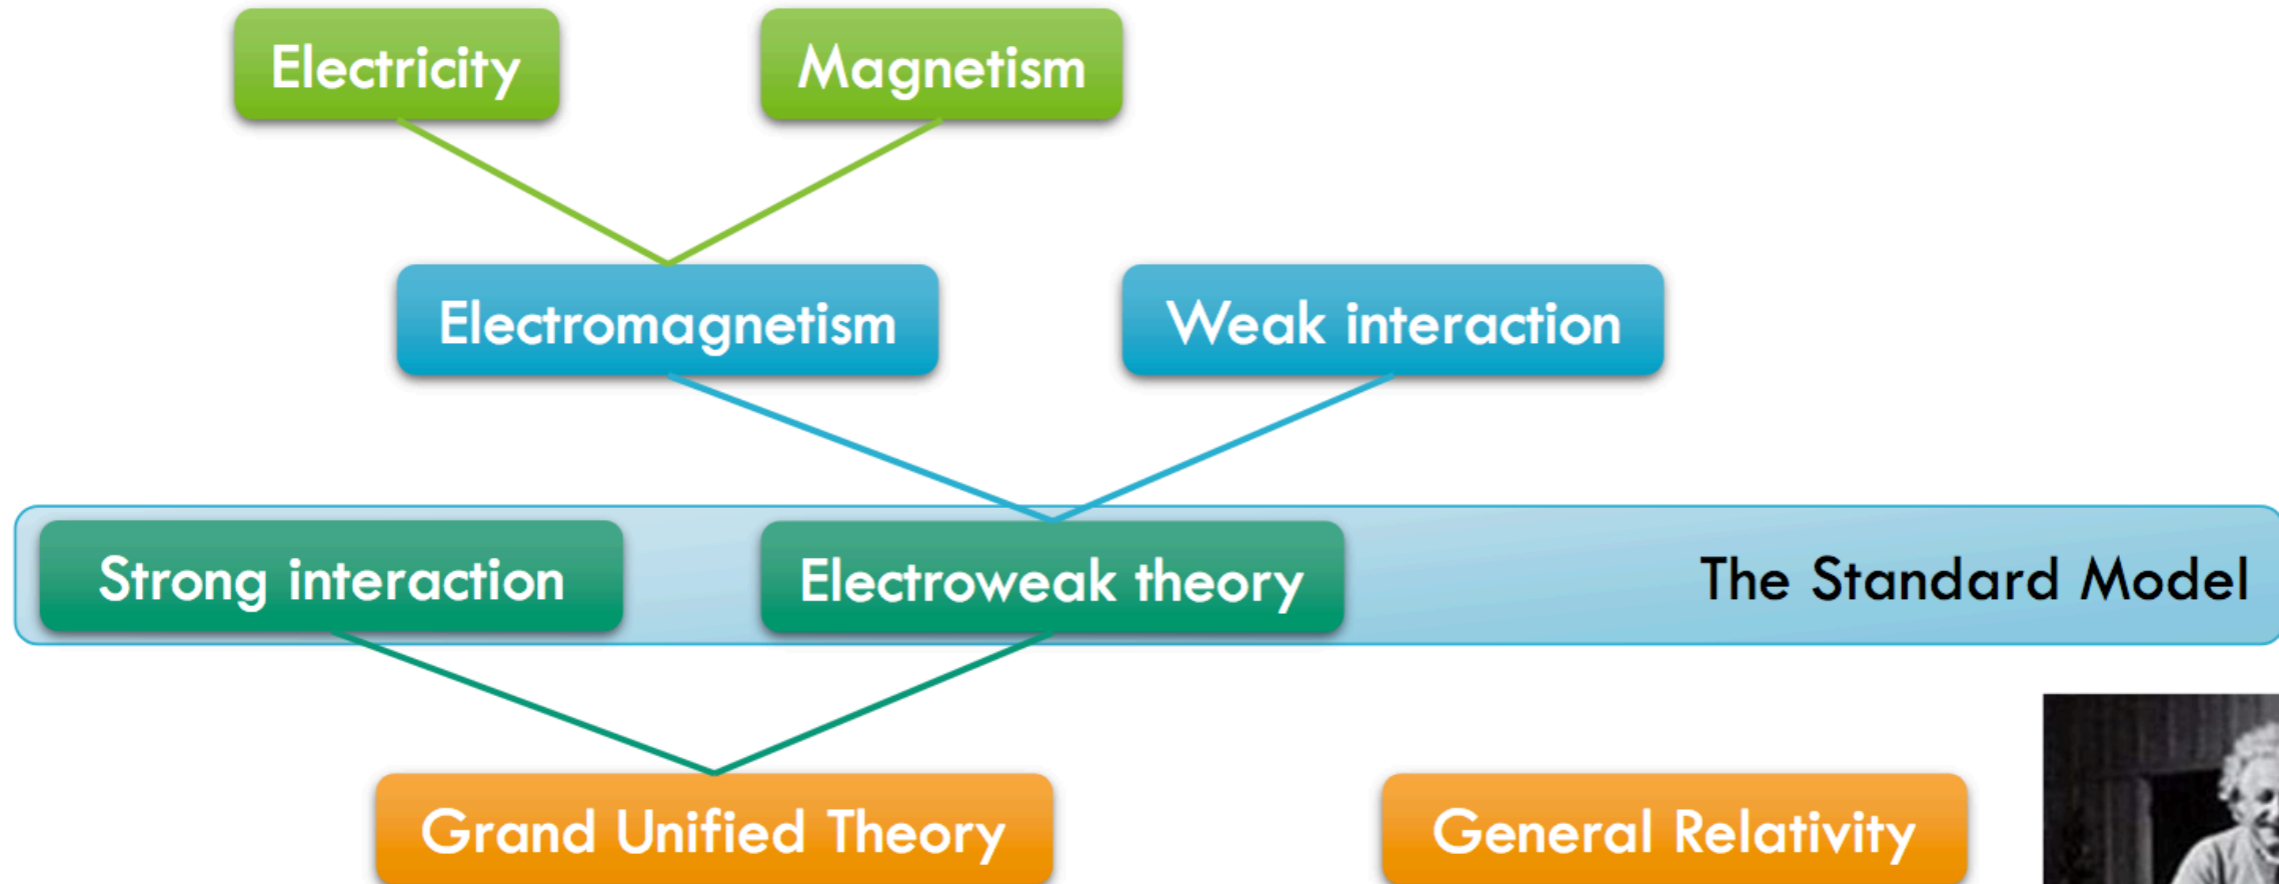 Electricity
Magnetism
Electromagnetism
Weak interaction
Strong interaction
Electroweak theory
The Standard Model
Grand Unified Theory
General Relativity